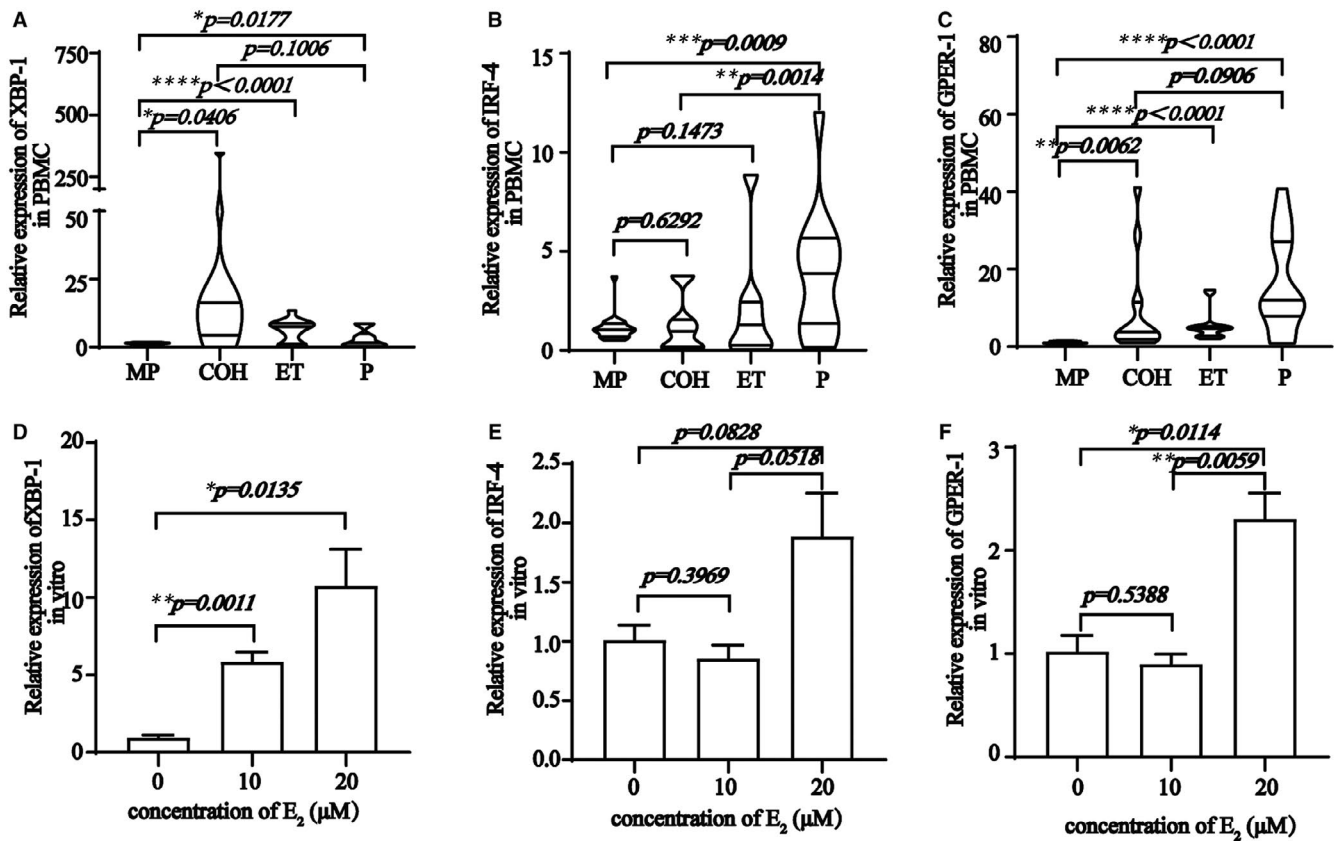 A
*p=0.0177
p=0.1006
****p<0.0001
*p=0.0406
Relative expression of XBP-1
in PBMC
750
500
250
50
25
0
MP COH ET P
B
***p=0.0009
**p=0.0014
p=0.1473
p=0.6292
Relative expression of IRF-4
in PBMC
15
10
5
0
MP COH ET P
C
****p<0.0001
p=0.0906
****p<0.0001
**p=0.0062
Relative expression of GPER-1
in PBMC
80
60
40
20
0
MP COH ET P
D
*p=0.0135
**p=0.0011
Relative expression ofXBP-1
in vitro
20
15
10
5
0
0 10 20
concentration of E₂ (μM)
E
p=0.0828
p=0.0518
p=0.3969
Relative expression of IRF-4
in vitro
2.5
2.0
1.5
1.0
0.5
0.0
0 10 20
concentration of E₂ (μM)
F
*p=0.0114
**p=0.0059
p=0.5388
Relative expression of GPER-1
in vitro
3
2
1
0
0 10 20
concentration of E₂ (μM)